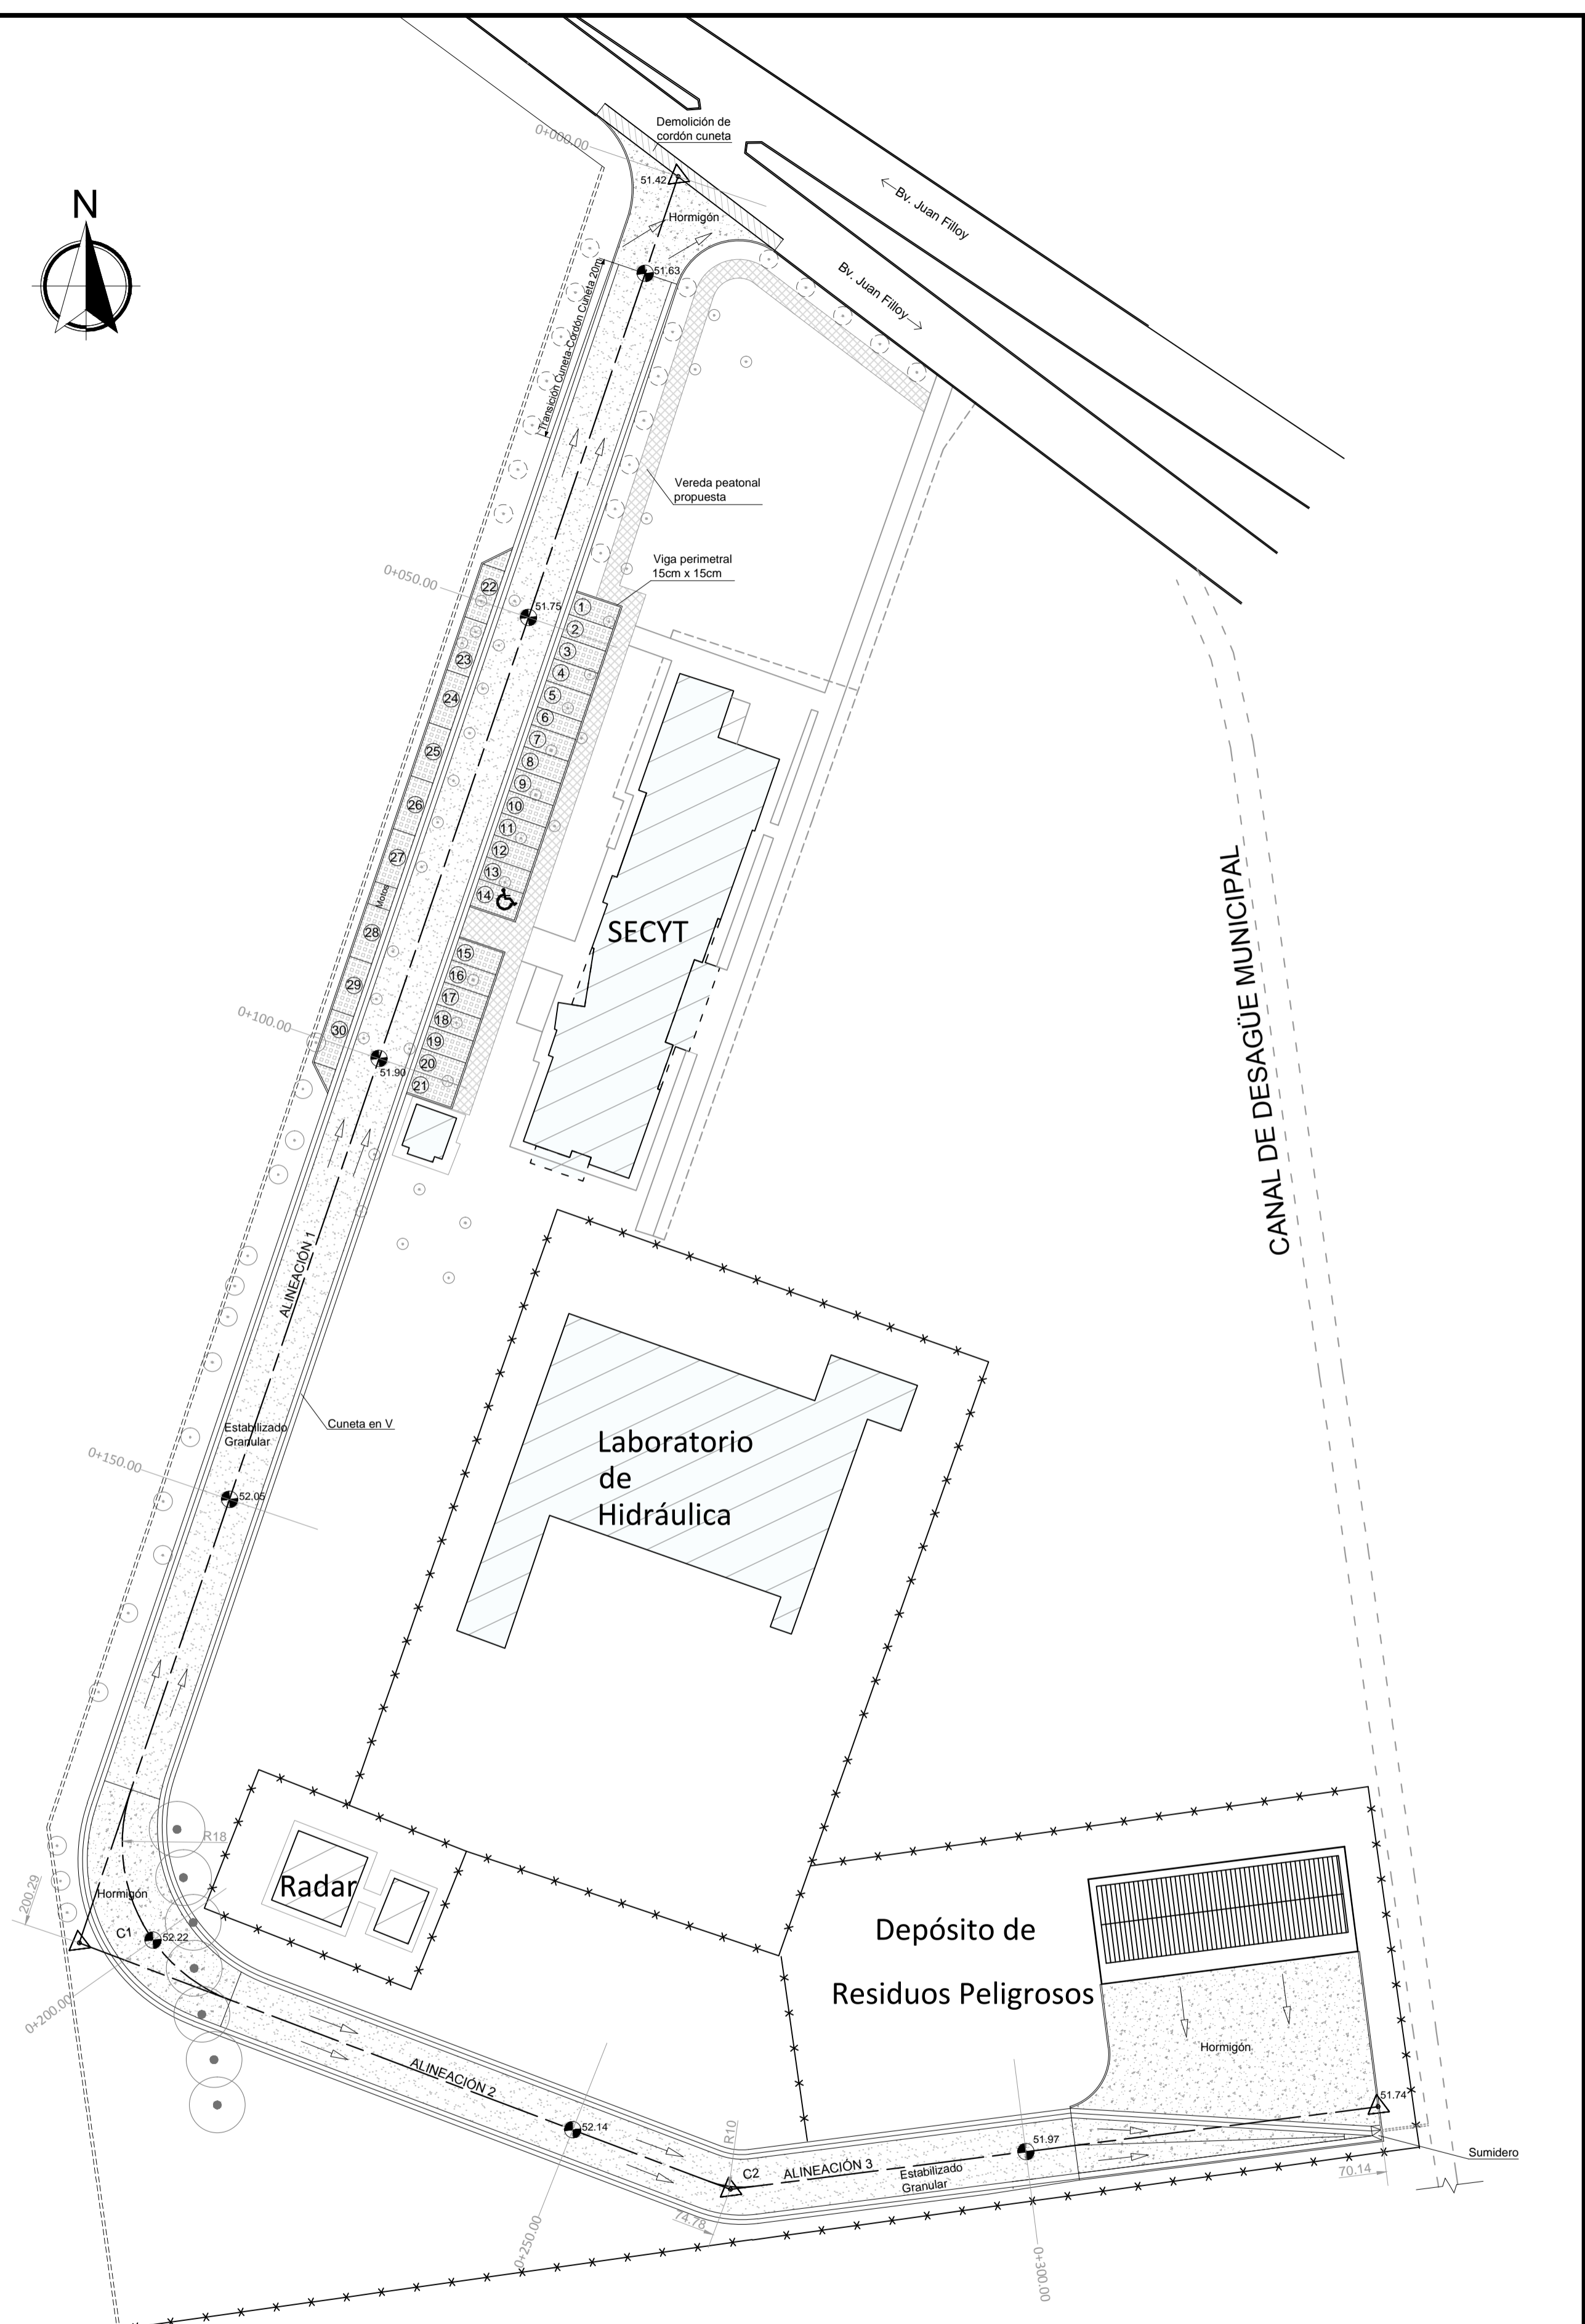 Demolición de
cordón cuneta
0+000.00
N
51.42
Bv. Juan Filloy
Hormigón
51.63
Bv. Juan Filloy
Transición Cuneta-Cordón Cuneta 20m
Vereda peatonal
propuesta
Viga perimetral
15cm x 15cm
0+050.00
22
51.75
1
2
3
23
4
24
5
6
25
7
8
9
26
10
11
27
12
13
Motos
14
28
SECYT
15
16
29
17
0+100.00
18
30
19
20
51.90
21
CANAL DE DESAGÜE MUNICIPAL
ALINEACIÓN 1
Estabilizado
Granular
Cuneta en V
Laboratorio
de
Hidráulica
0+150.00
52.05
R18
200.29
Hormigón
Radar
C1
52.22
0+200.00
Depósito de
Residuos Peligrosos
Hormigón
ALINEACIÓN 2
52.14
51.74
R10
51.97
C2
ALINEACIÓN 3
Estabilizado
Granular
Sumidero
70.14
74.78
0+250.00
0+300.00